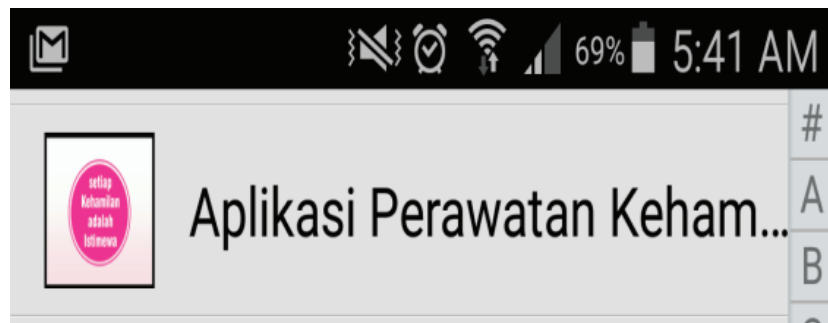 69% 5:41 AM
#
setiap
Kehamilan
adalah
Istimewa
Aplikasi Perawatan Keham...
A
B